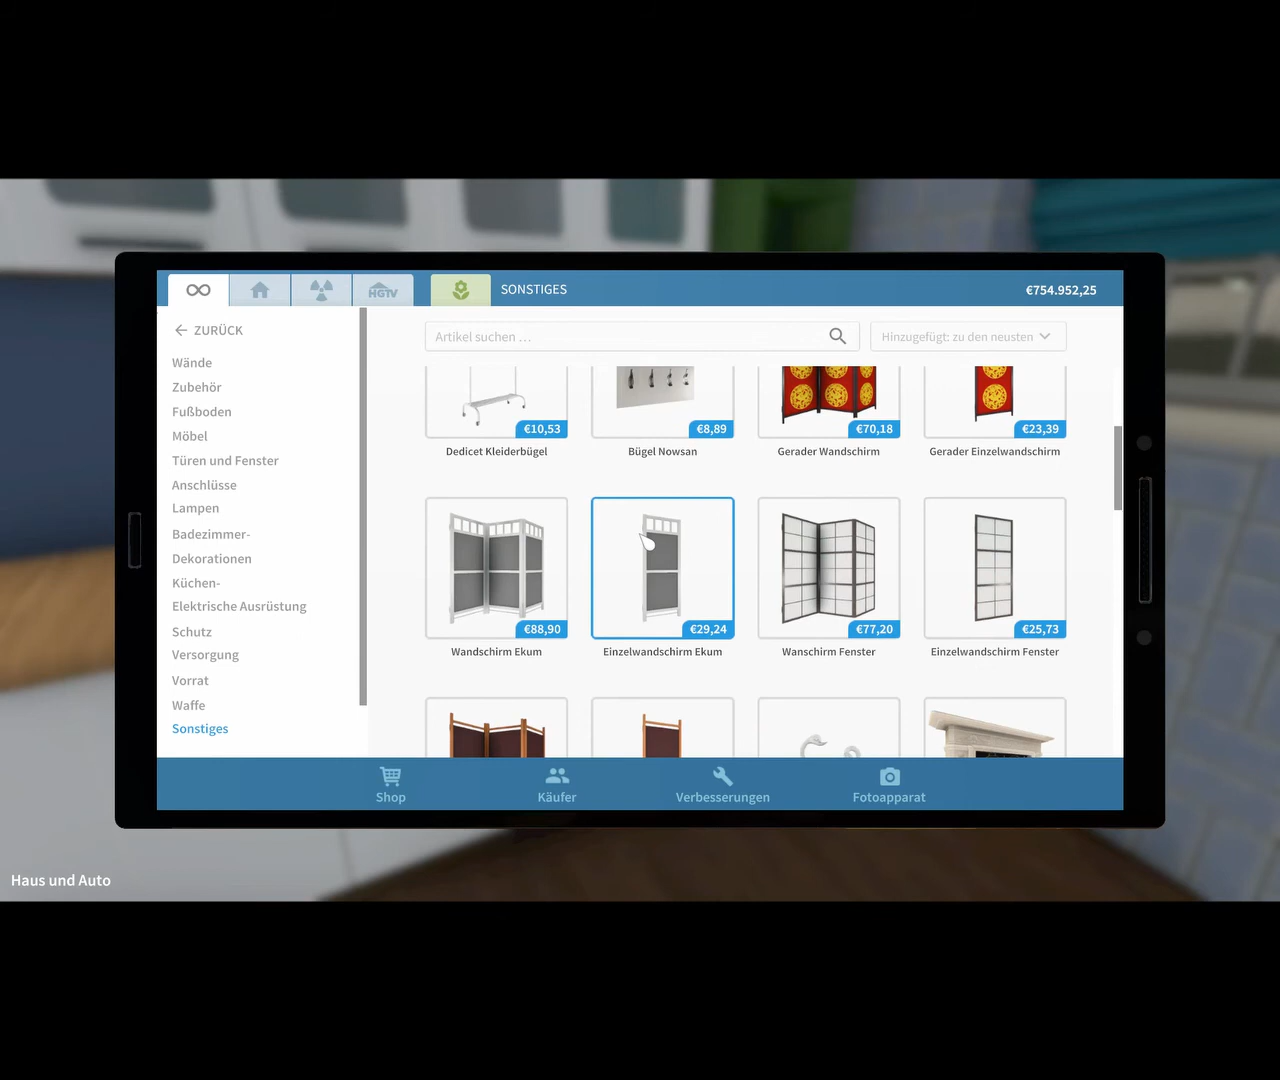 HGTV
SONSTIGES
€754.952,25
ZURÜCK
Wände
Zubehör
Fußboden
Möbel
Türen und Fenster
Anschlüsse
Lampen
Badezimmer-
Dekorationen
Küchen-
Elektrische Ausrüstung
Schutz
Versorgung
Vorrat
Waffe
Sonstiges
Artikel suchen ...
Hinzugefügt: zu den neusten
€10,53
€8,89
€70,18
€23,39
Dedicet Kleiderbügel
Bügel Nowsan
Gerader Wandschirm
Gerader Einzelwandschirm
€88,90
€29,24
€77,20
€25,73
Wandschirm Ekum
Einzelwandschirm Ekum
Wanschirm Fenster
Einzelwandschirm Fenster
Shop
Käufer
Verbesserungen
Fotoapparat
Haus und Auto